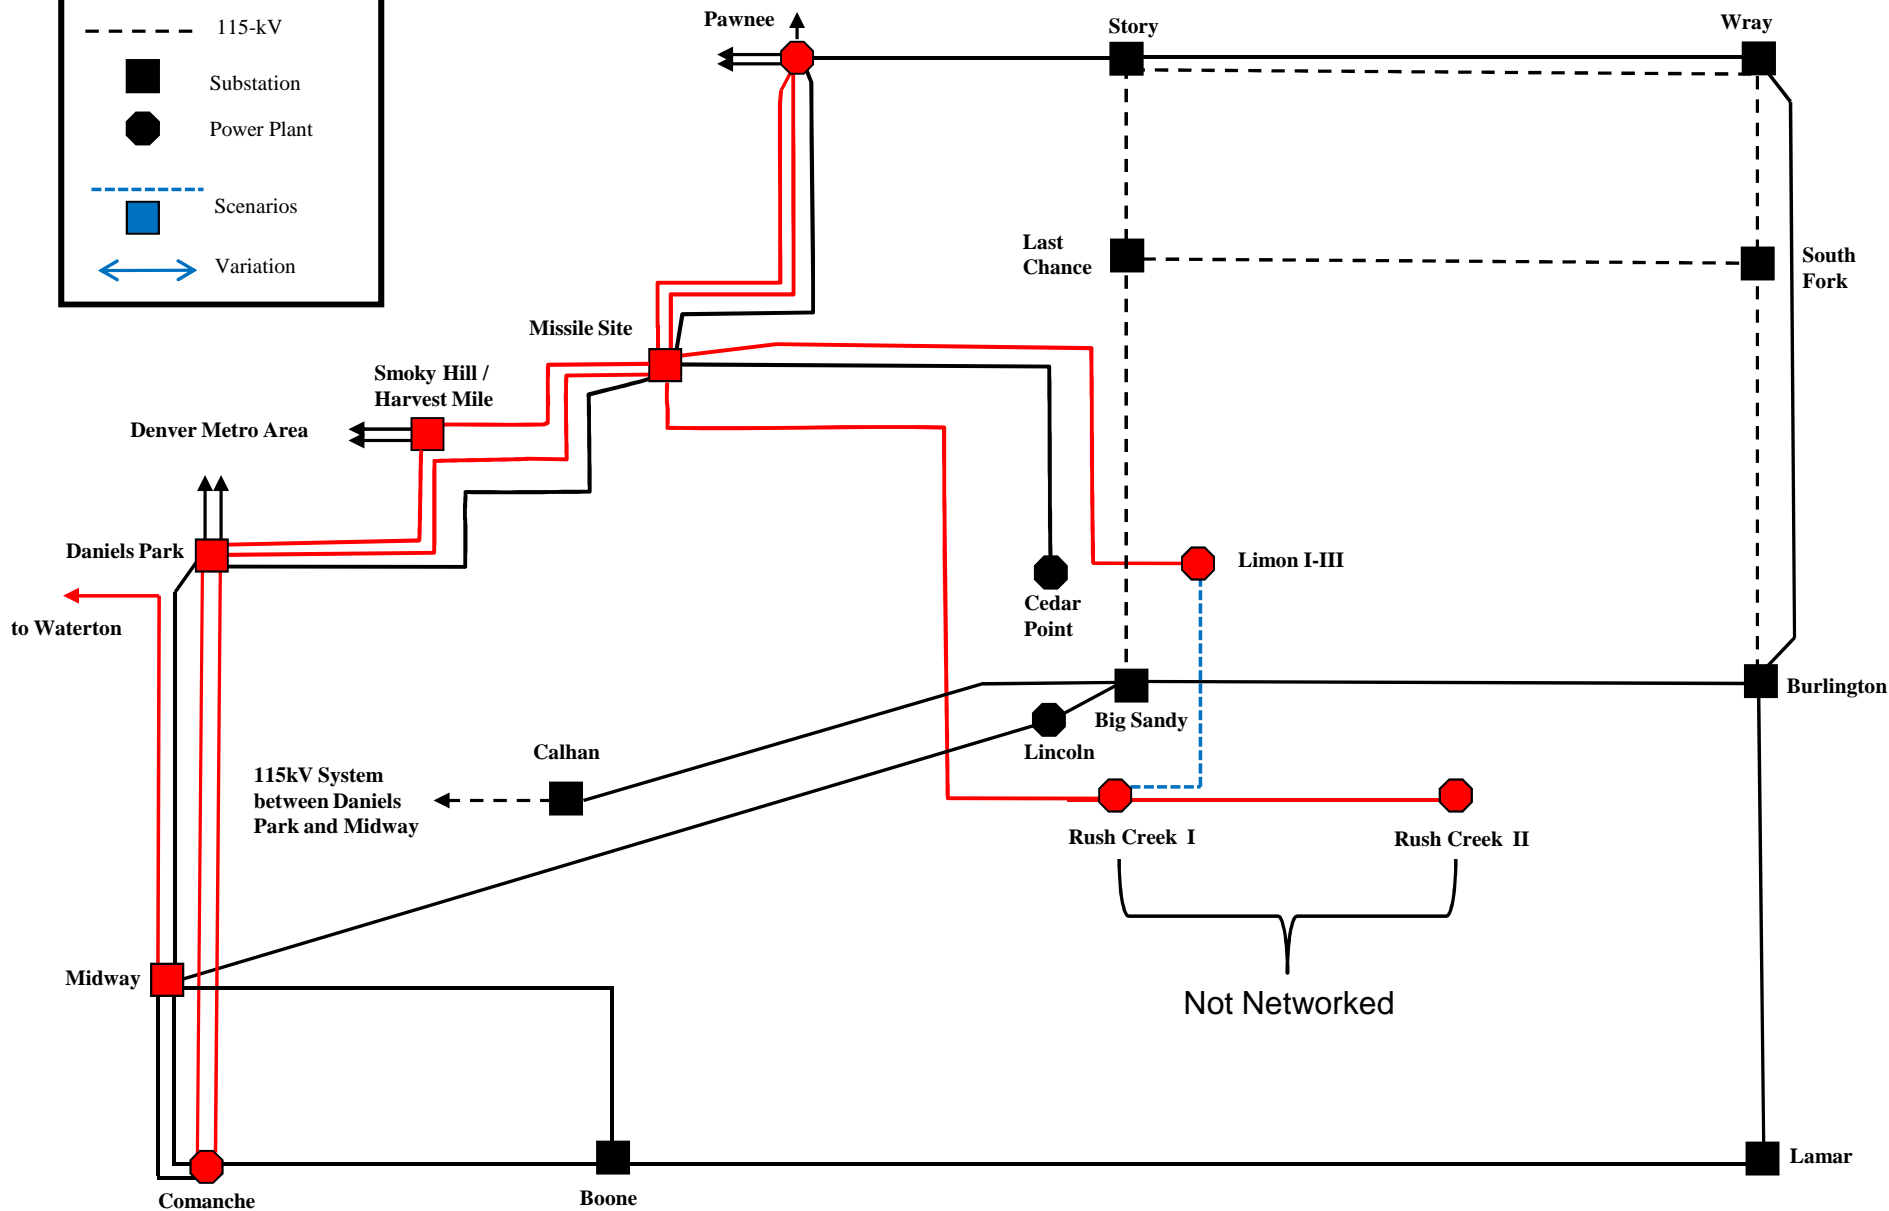 115-kV
Substation
Power Plant
Scenarios
Variation
Pawnee
Story
Wray
Last
Chance
South
Fork
Missile Site
Smoky Hill /
Harvest Mile
Denver Metro Area
Daniels Park
to Waterton
Limon I-III
Cedar
Point
Burlington
Big Sandy
Lincoln
Calhan
115kV System
between Daniels
Park and Midway
Rush Creek I
Rush Creek II
Midway
Not Networked
Lamar
Comanche
Boone